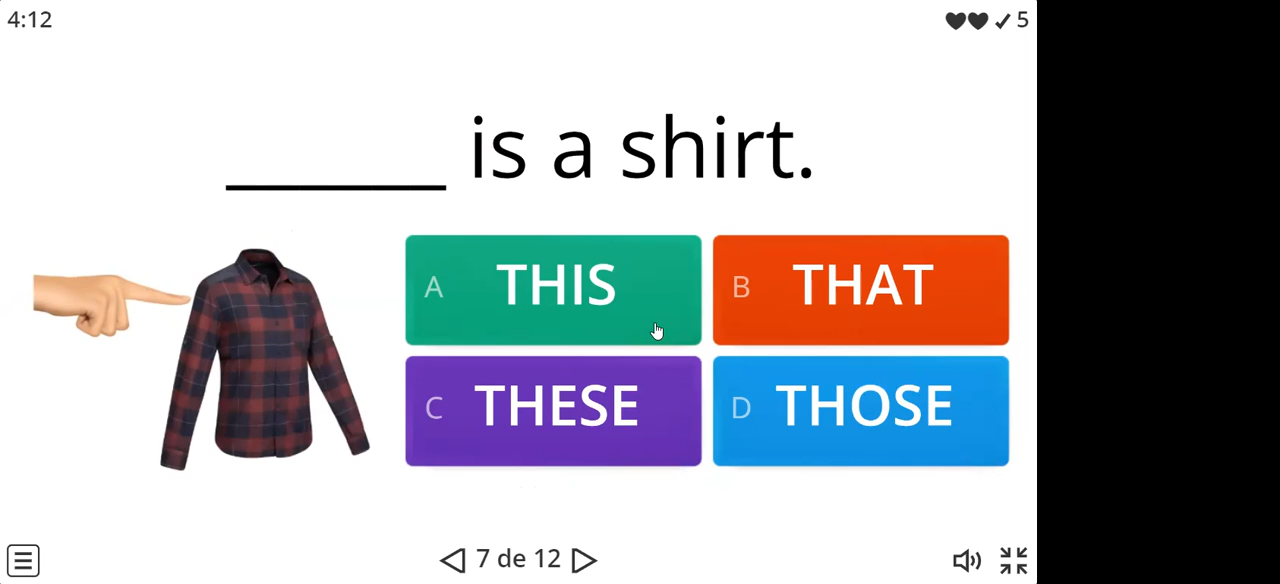 4:12
5
_______ is a shirt.
A THIS
B THAT
C THESE
D THOSE
7 de 12